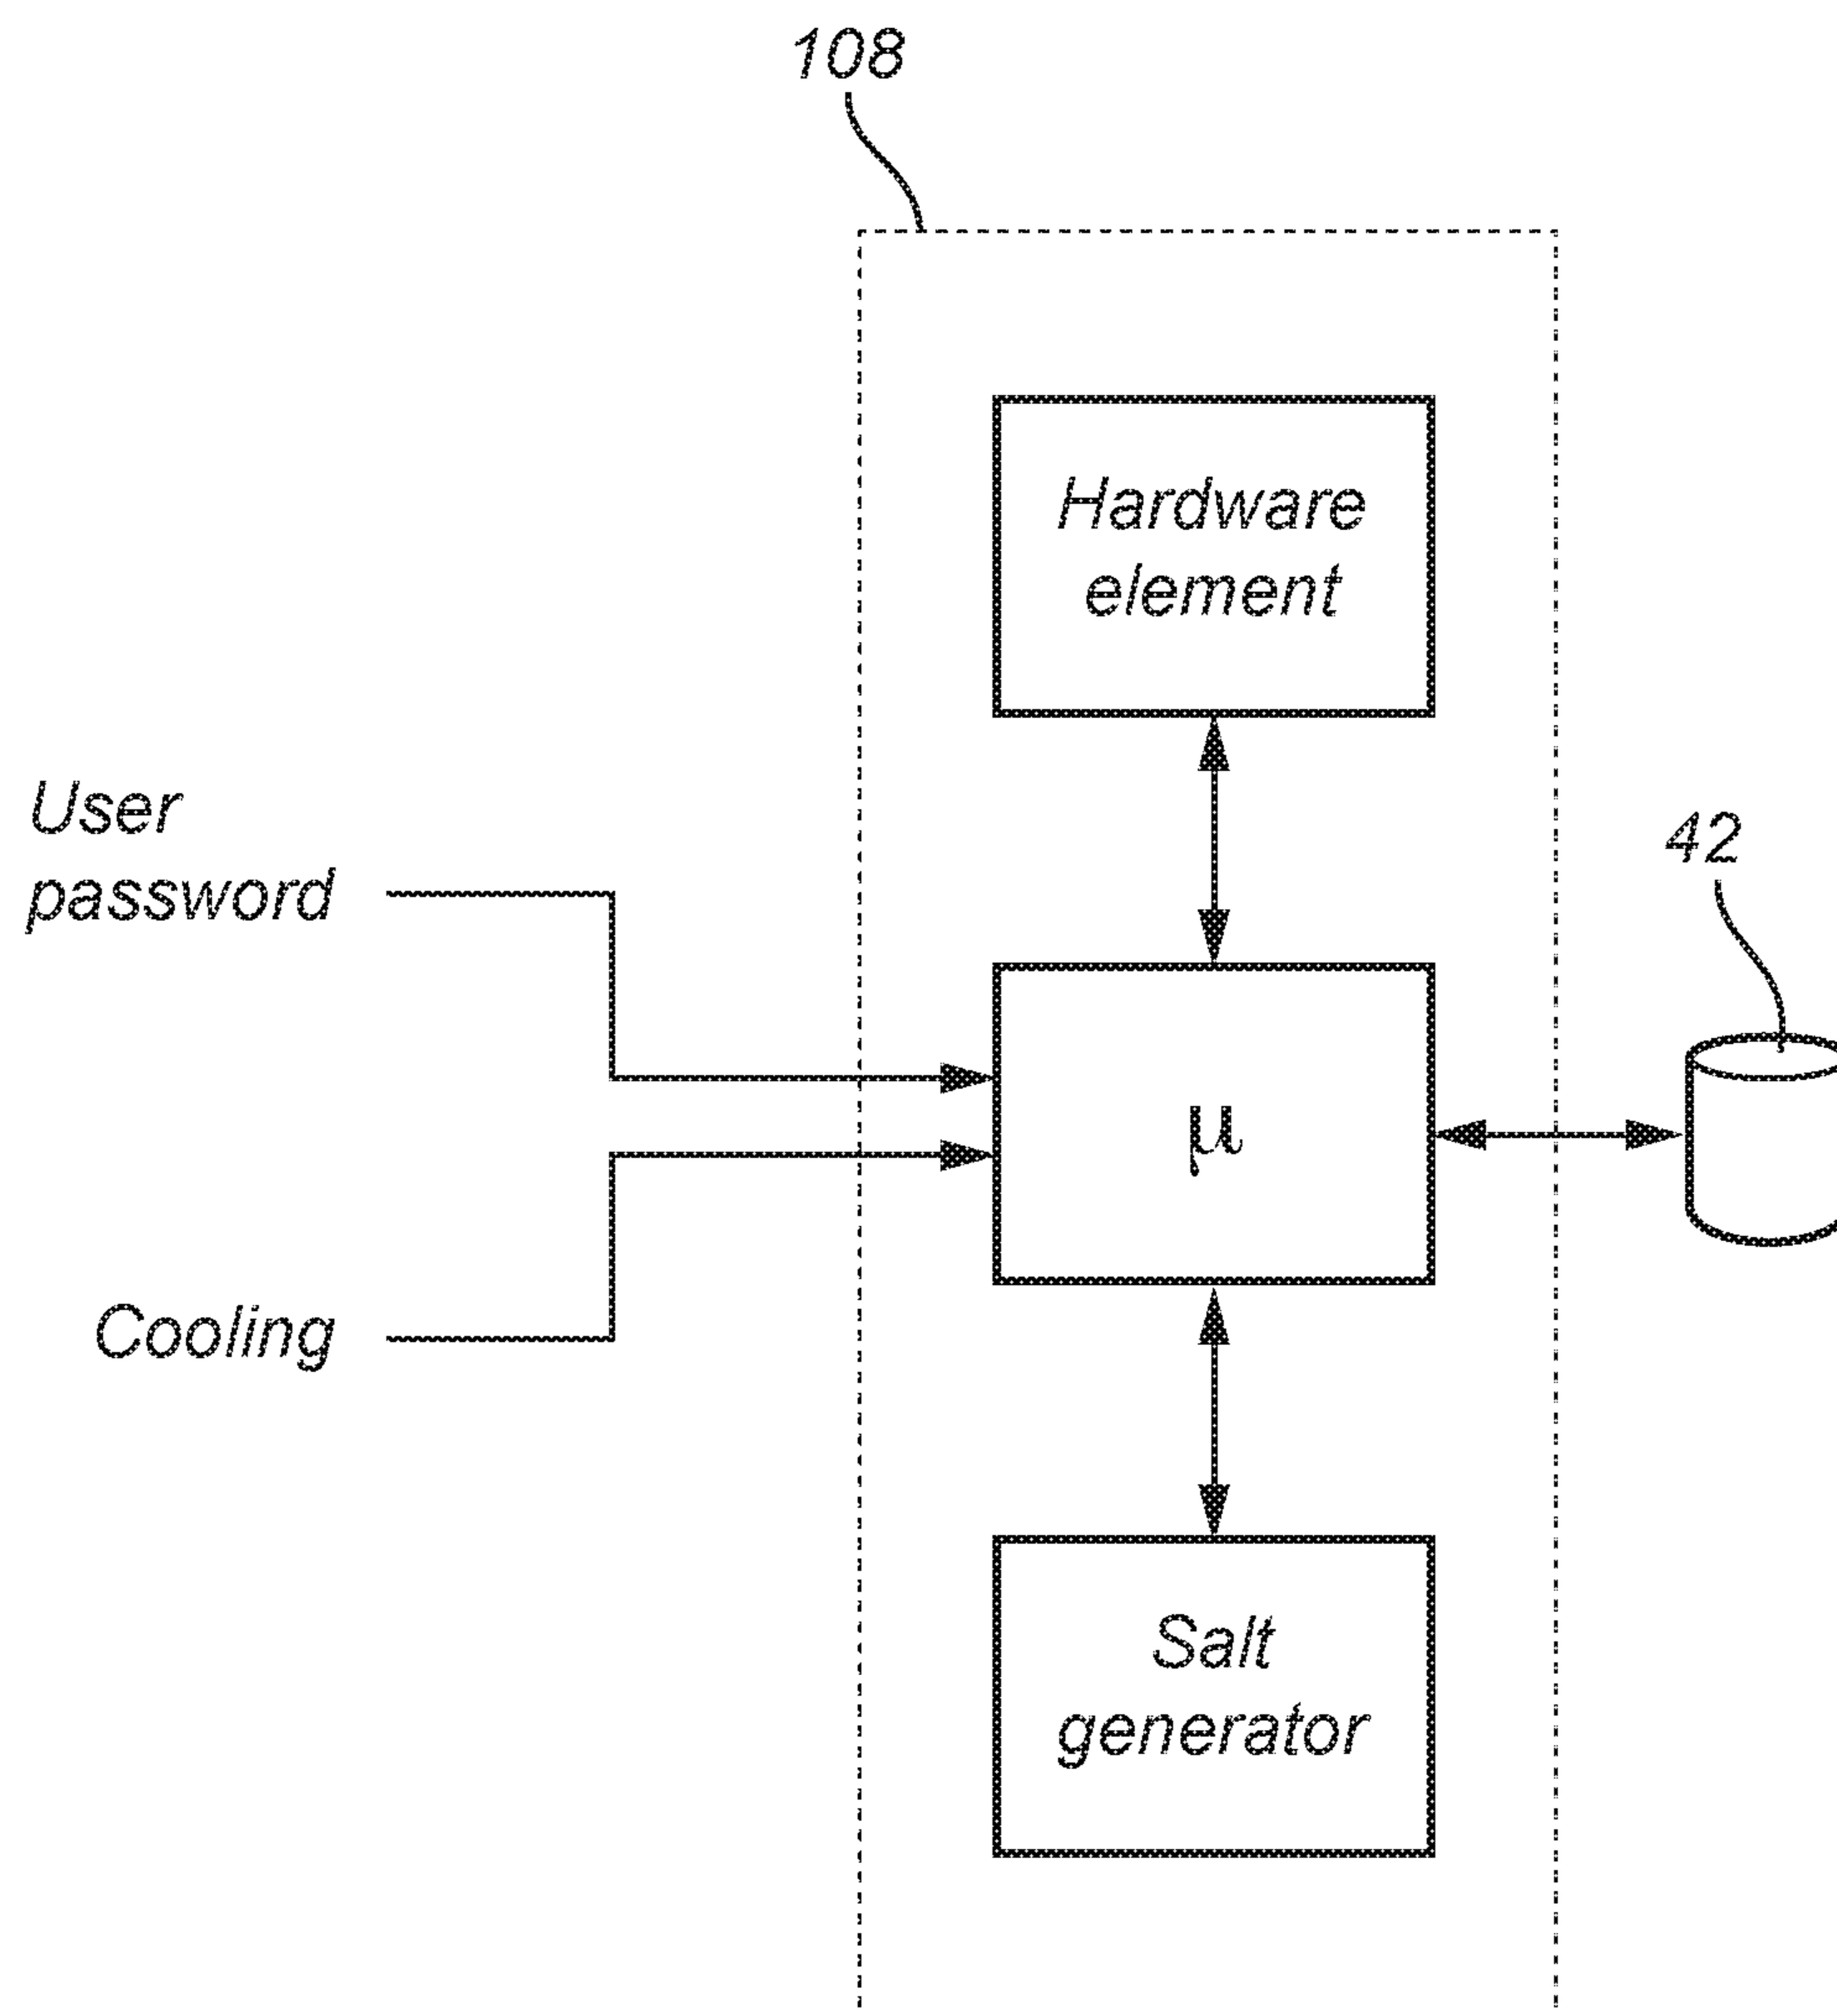 108
Hardware
element
User
password
42
μ
Cooling
Salt
generator